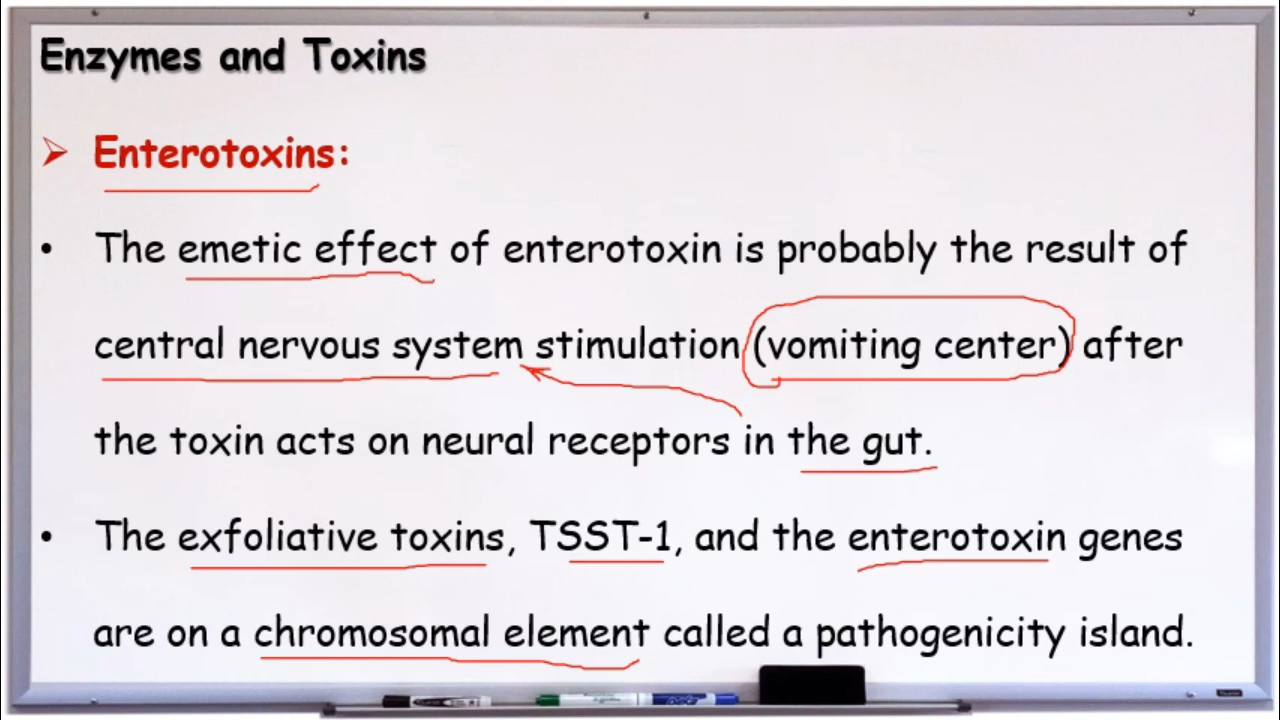 Enzymes and Toxins
➢ Enterotoxins:
• The emetic effect of enterotoxin is probably the result of
central nervous system stimulation (vomiting center) after
the toxin acts on neural receptors in the gut.
• The exfoliative toxins, TSST-1, and the enterotoxin genes
are on a chromosomal element called a pathogenicity island.